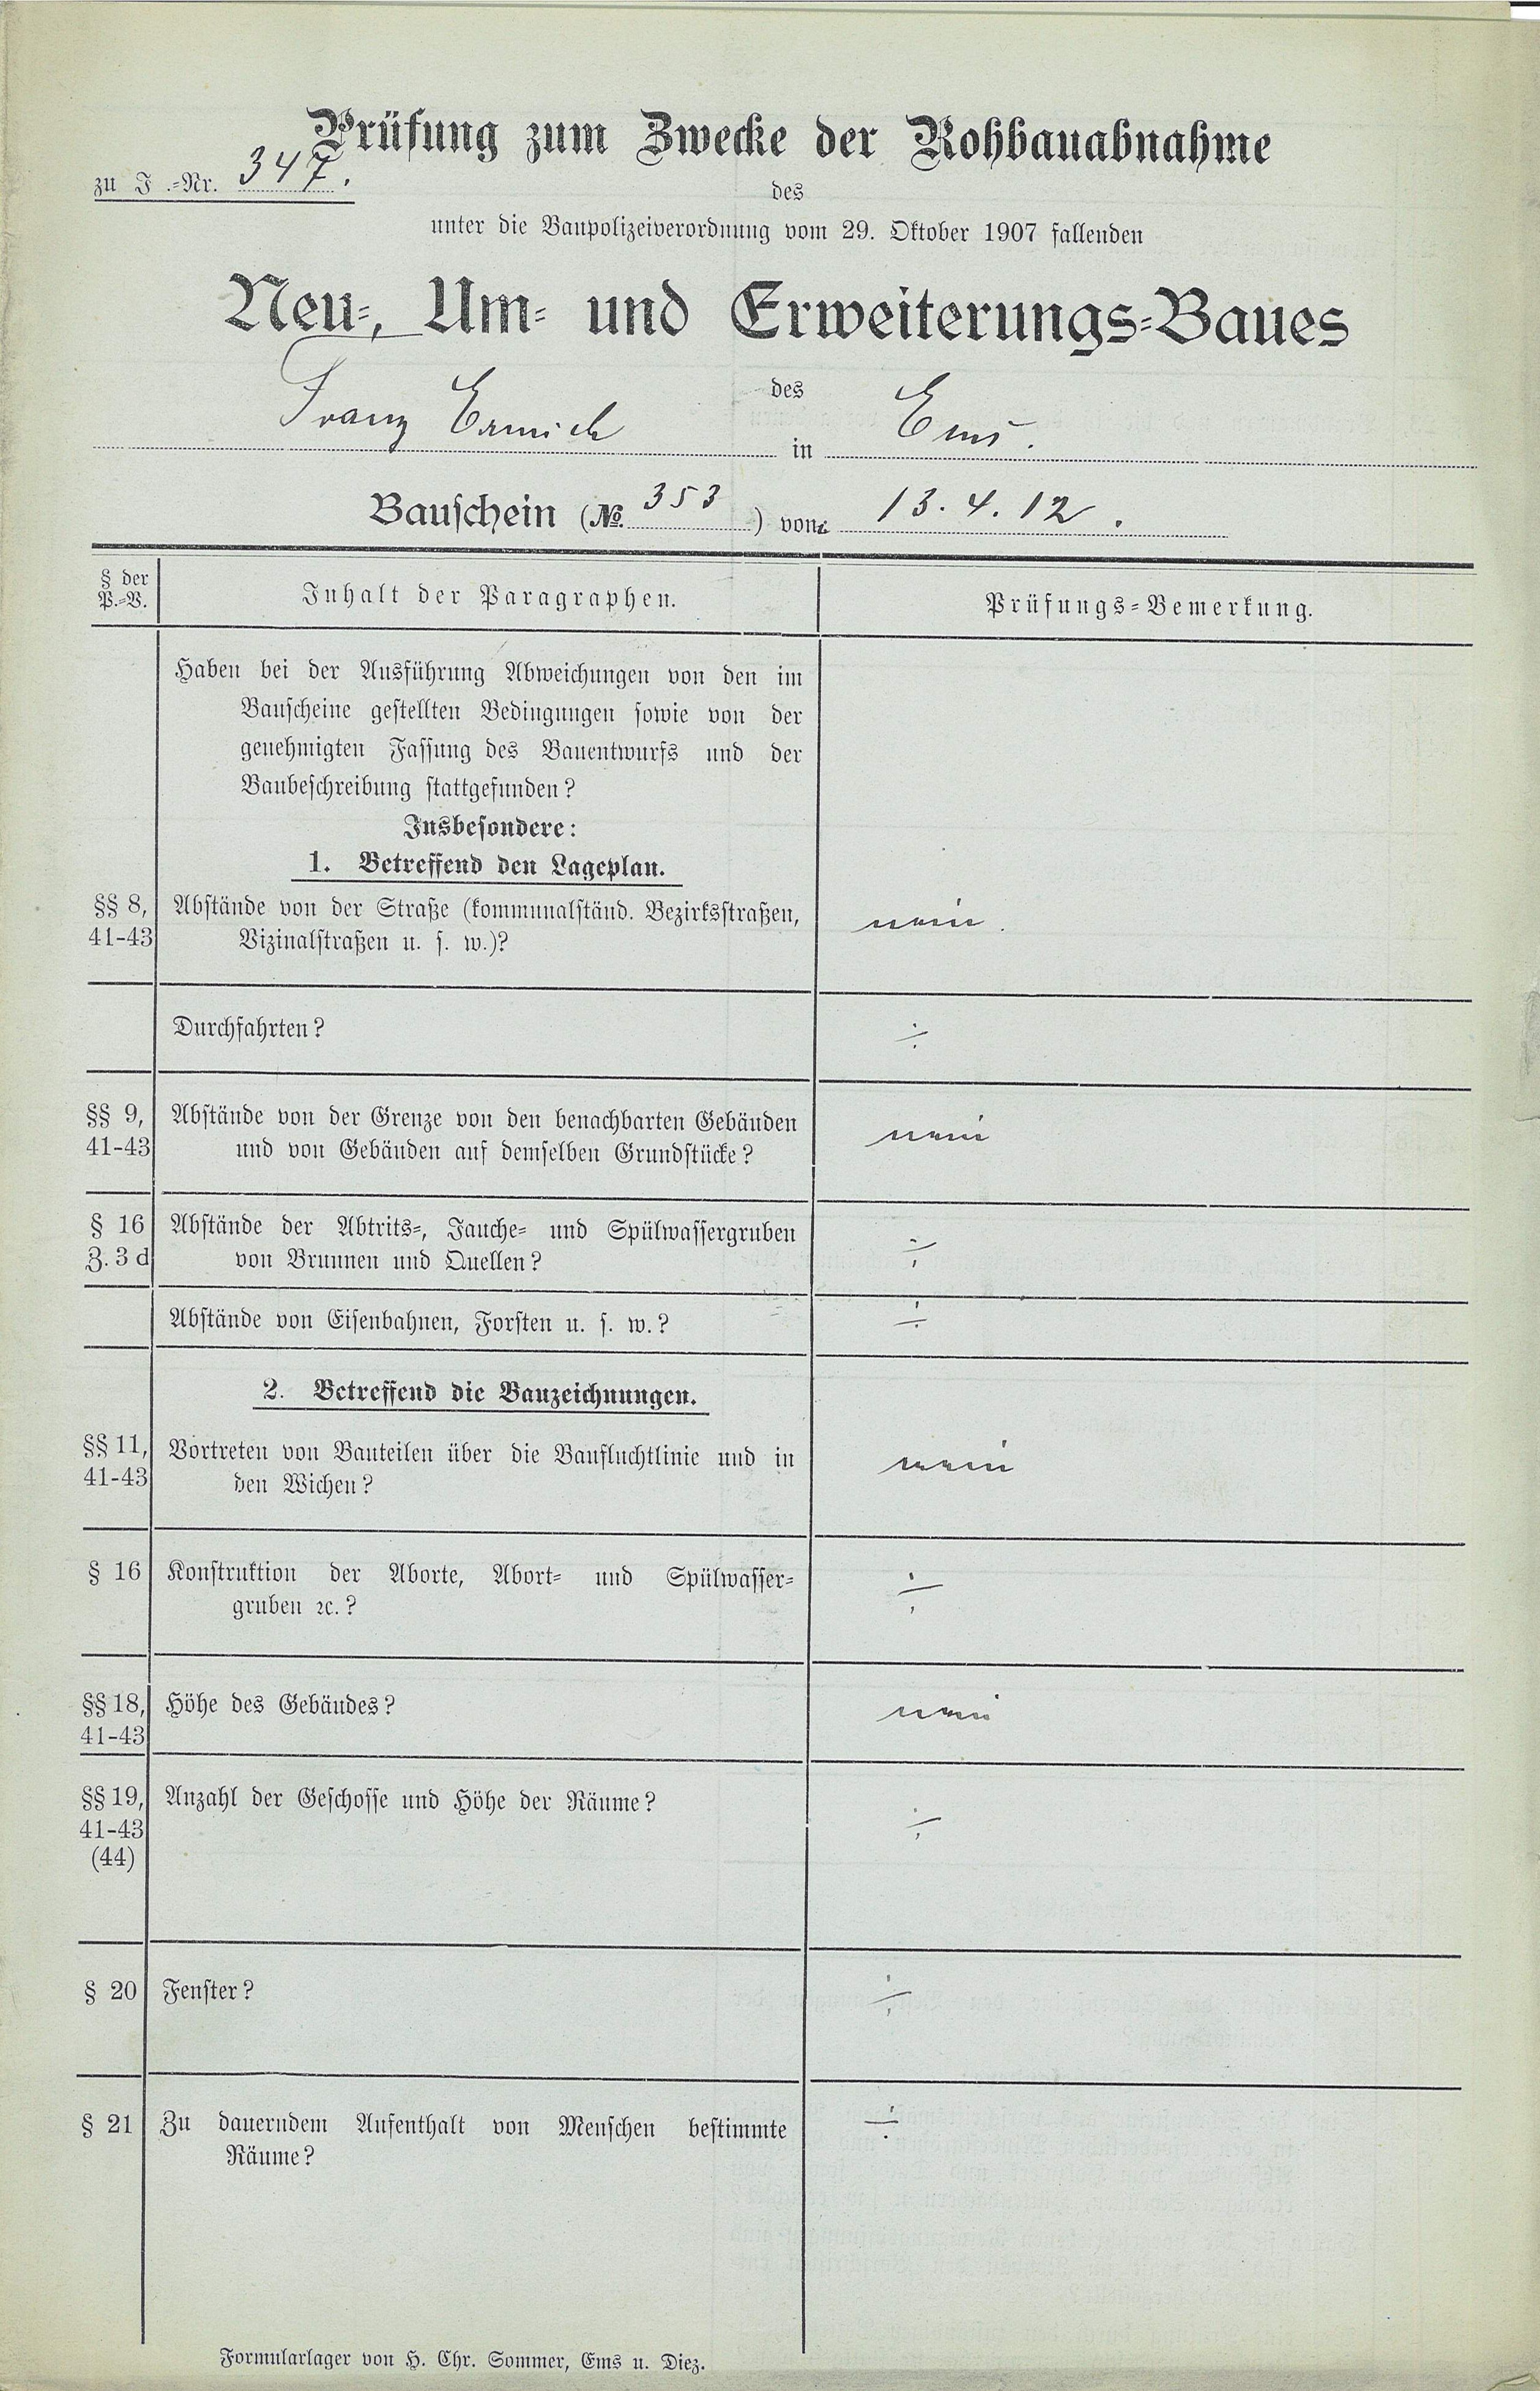 Prüfung zum Zwecke der Rohbauabnahme
zu J.-Nr. 347.
des
unter die Baupolizeiverordnung vom 29. Oktober 1907 fallenden
Neu-, Um- und Erweiterungs-Baues
des
Franz Ermich in Ems.
Bauschein (№ 353) vom 13. 4. 12.
§ der P.-V.
Inhalt der Paragraphen.
Prüfungs-Bemerkung.
Haben bei der Ausführung Abweichungen von den im
Bauscheine gestellten Bedingungen sowie von der
genehmigten Fassung des Bauentwurfs und der
Baubeschreibung stattgefunden?
Insbesondere:
1. Betreffend den Lageplan.
§§ 8, Abstände von der Straße (kommunalständ. Bezirksstraßen, nein.
41-43 Vizinalstraßen u. s. w.)?
Durchfahrten? ÷
§§ 9, Abstände von der Grenze von den benachbarten Gebäuden nein
41-43 und von Gebäuden auf demselben Grundstücke?
§ 16 Abstände der Abtrits-, Jauche- und Spülwassergruben ÷
Z. 3 d von Brunnen und Quellen?
Abstände von Eisenbahnen, Forsten u. s. w.? ÷
2. Betreffend die Bauzeichnungen.
§§ 11, Vortreten von Bauteilen über die Baufluchtlinie und in nein
41-43 den Wichen?
§ 16 Konstruktion der Aborte, Abort- und Spülwasser- ÷
gruben ꝛc.?
§§ 18, Höhe des Gebäudes? nein
41-43
§§ 19, Anzahl der Geschosse und Höhe der Räume? ÷
41-43
(44)
§ 20 Fenster? ÷
§ 21 Zu dauerndem Aufenthalt von Menschen bestimmte ÷
Räume?
Formularlager von H. Chr. Sommer, Ems u. Diez.